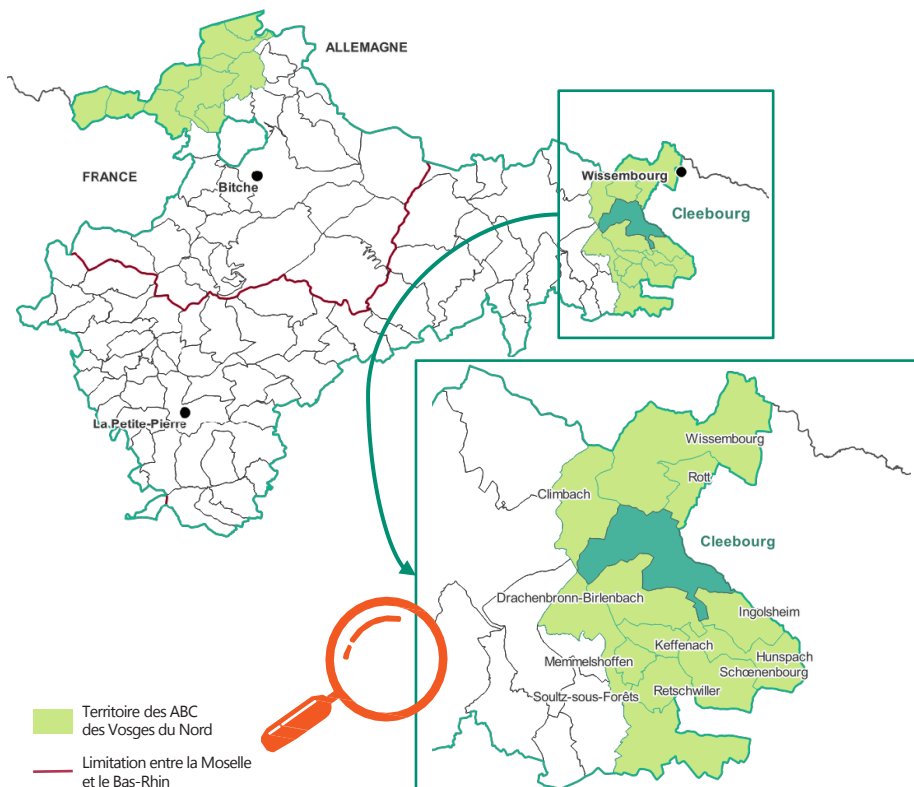 ALLEMAGNE
FRANCE
Bitche
Wissembourg
Cleebourg
La Petite-Pierre
Wissembourg
Rott
Climbach
Cleebourg
Drachenbronn-Birlenbach
Ingolsheim
Keffenach
Memmelshoffen
Hunspach
Schœnenbourg
Soultz-sous-Forêts
Retschwiller
Territoire des ABC
des Vosges du Nord
Limitation entre la Moselle
et le Bas-Rhin